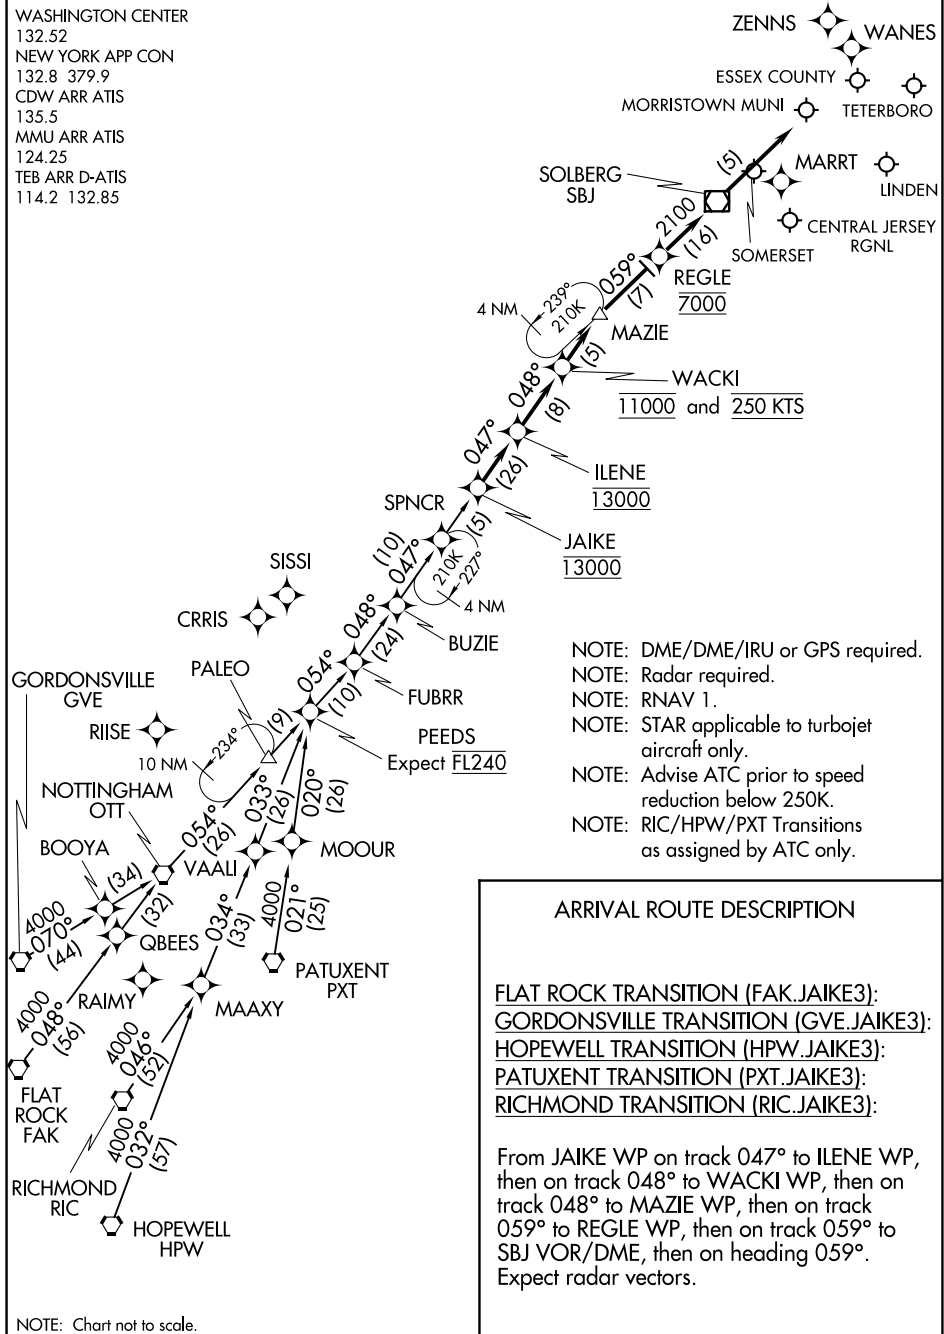 WASHINGTON CENTER
132.52
NEW YORK APP CON
132.8 379.9
CDW ARR ATIS
135.5
MMU ARR ATIS
124.25
TEB ARR D-ATIS
114.2 132.85
ZENNS
WANES
ESSEX COUNTY
TETERBORO
MORRISTOWN MUNI
(5)
MARRT
LINDEN
SOLBERG
SBJ
CENTRAL JERSEY
RGNL
SOMERSET
2100
(16)
REGLE
7000
059°
(7)
239°
210K
4 NM
MAZIE
(5)
WACKI
11000 and 250 KTS
048°
(8)
ILENE
13000
047°
(26)
JAIKE
13000
SPNCR
(5)
(10)
047°
210K
227°
4 NM
SISSI
CRRIS
BUZIE
048°
(24)
FUBRR
054°
(10)
PEEDS
Expect FL240
PALEO
(9)
234°
10 NM
GORDONSVILLE
GVE
RIISE
NOTTINGHAM
OTT
054°
(26)
033°
(26)
020°
(26)
BOOYA
VAALI
MOOUR
(34)
(32)
4000
070°
(44)
QBEES
034°
(33)
4000
021°
(25)
RAIMY
MAAXY
PATUXENT
PXT
4000
048°
(56)
4000
046°
(52)
FLAT
ROCK
FAK
4000
032°
(57)
RICHMOND
RIC
HOPEWELL
HPW
NOTE: DME/DME/IRU or GPS required.
NOTE: Radar required.
NOTE: RNAV 1.
NOTE: STAR applicable to turbojet
aircraft only.
NOTE: Advise ATC prior to speed
reduction below 250K.
NOTE: RIC/HPW/PXT Transitions
as assigned by ATC only.
ARRIVAL ROUTE DESCRIPTION
FLAT ROCK TRANSITION (FAK.JAIKE3):
GORDONSVILLE TRANSITION (GVE.JAIKE3):
HOPEWELL TRANSITION (HPW.JAIKE3):
PATUXENT TRANSITION (PXT.JAIKE3):
RICHMOND TRANSITION (RIC.JAIKE3):
From JAIKE WP on track 047° to ILENE WP,
then on track 048° to WACKI WP, then on
track 048° to MAZIE WP, then on track
059° to REGLE WP, then on track 059° to
SBJ VOR/DME, then on heading 059°.
Expect radar vectors.
NOTE: Chart not to scale.